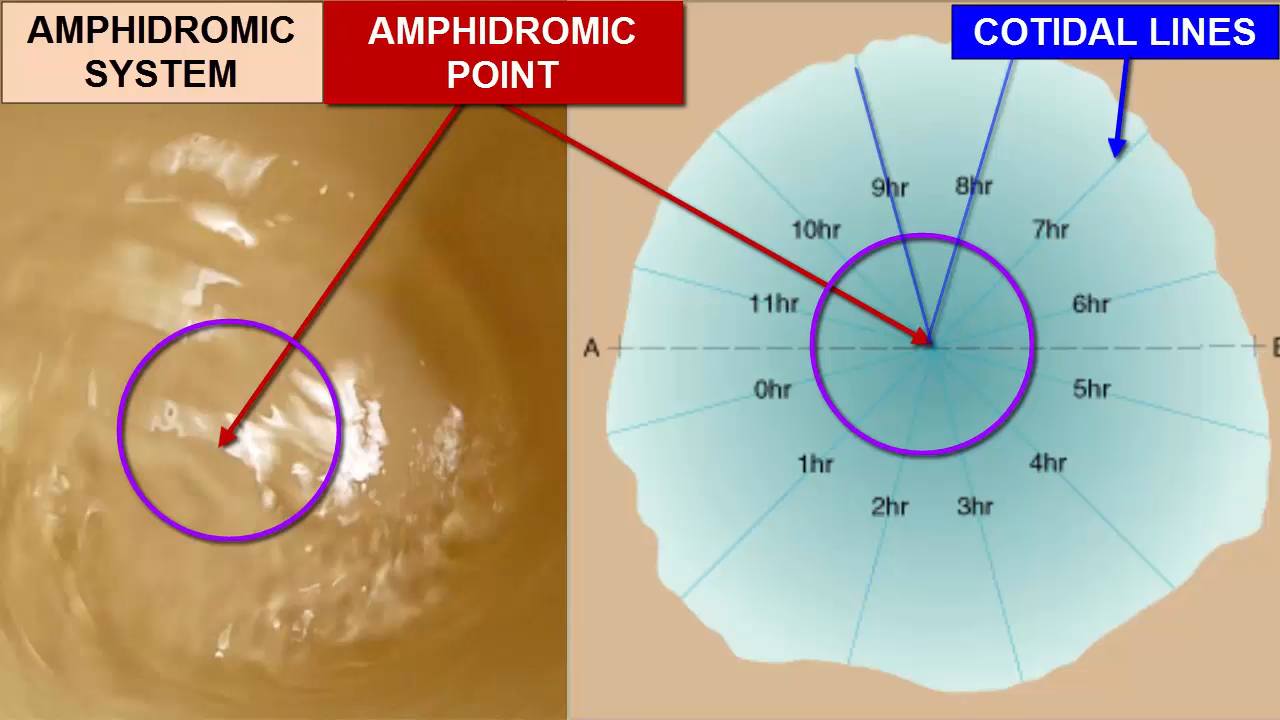 AMPHIDROMIC
SYSTEM
AMPHIDROMIC
POINT
COTIDAL LINES
9hr
8hr
10hr
7hr
11hr
6hr
A
0hr
5hr
1hr
4hr
2hr
3hr